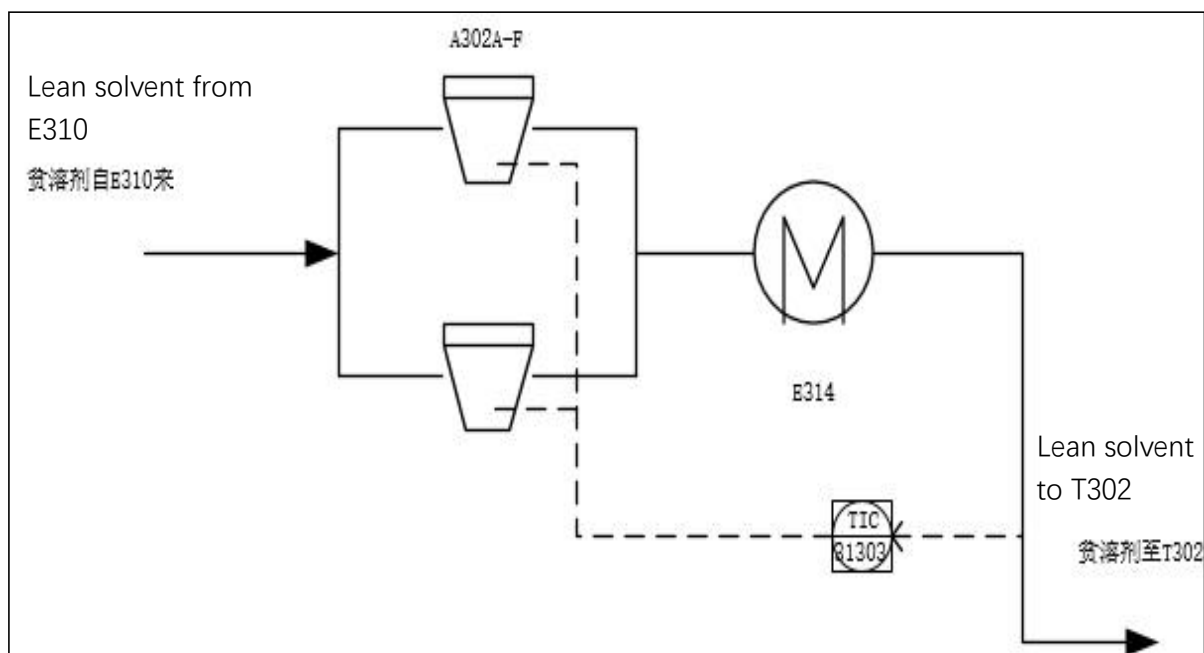 A302A-F
Lean solvent from
E310
贫溶剂自E310来
E314
Lean solvent
to T302
TIC
81303
贫溶剂至T302